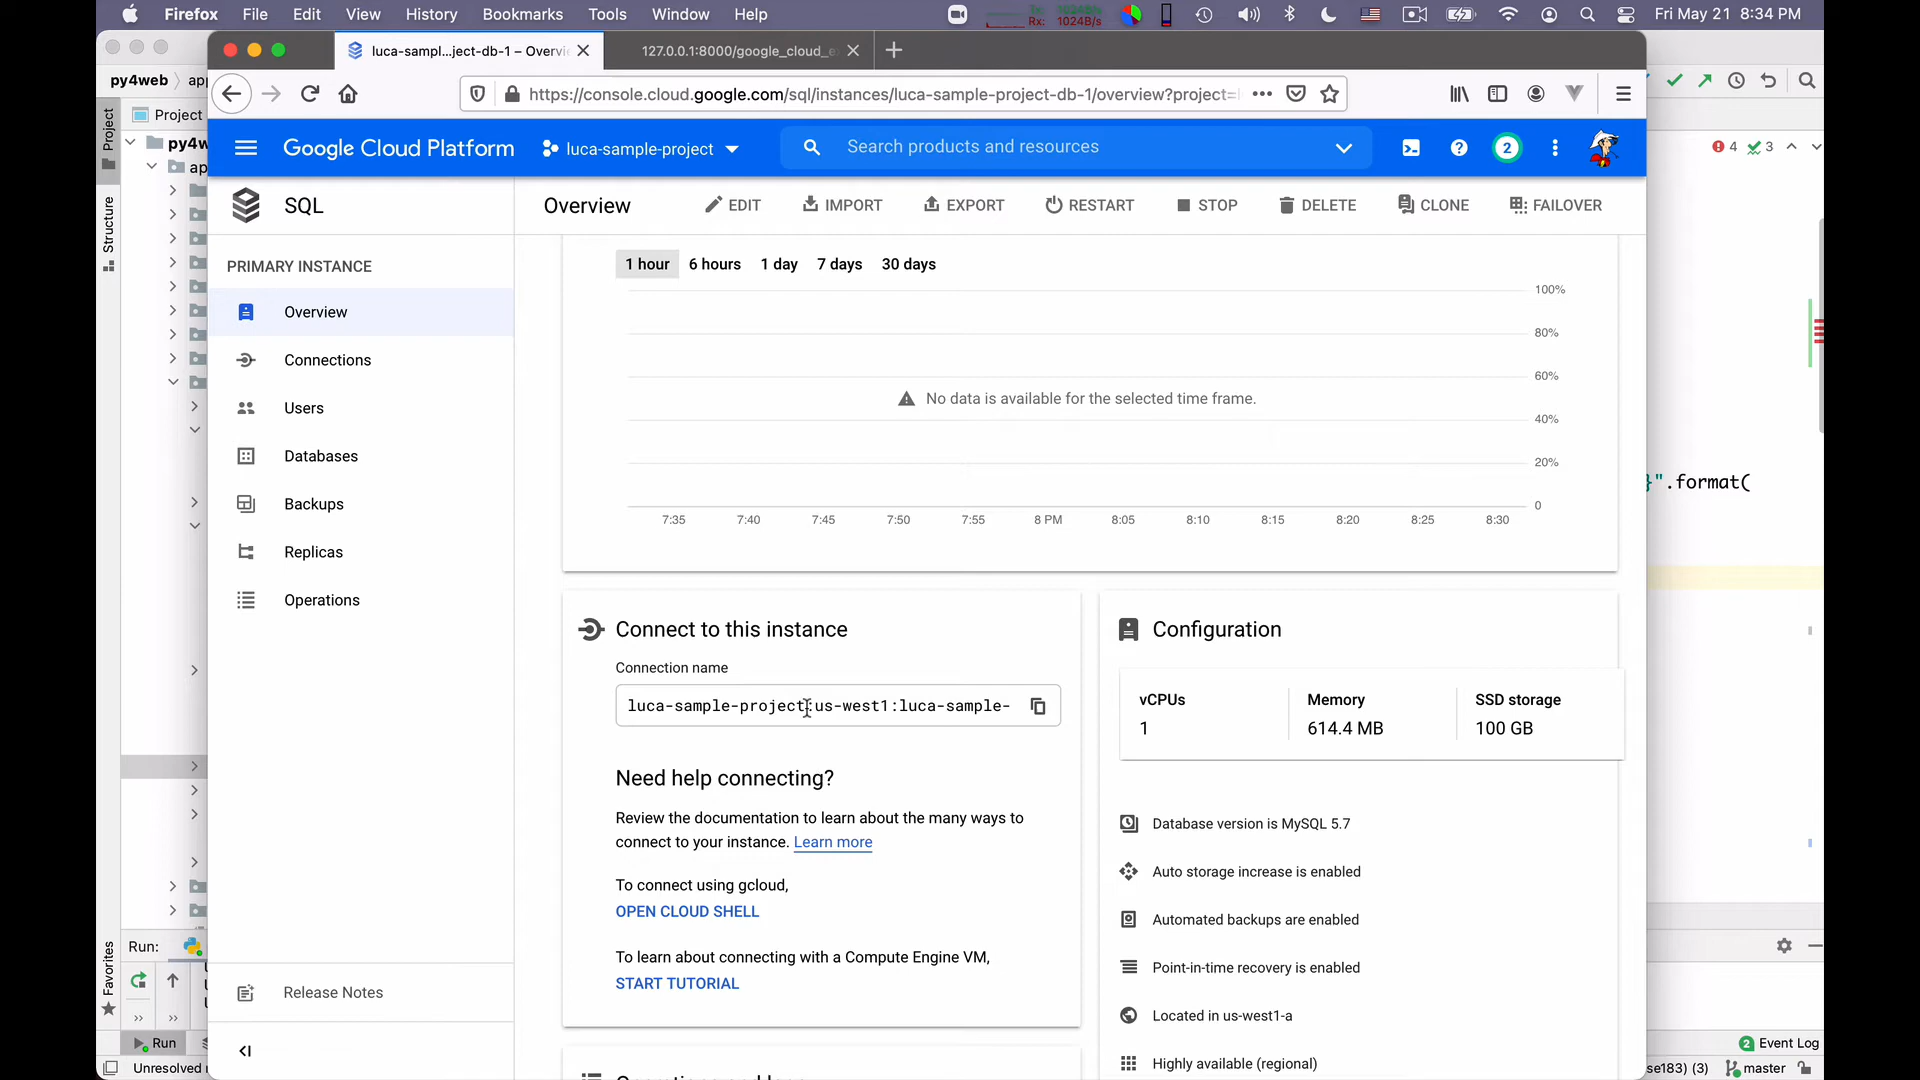 Firefox File Edit View History Bookmarks Tools Window Help
Rx: 1024B/s
Fri May 21 8:34 PM
luca-sampl...ject-db-1 – Overvi
127.0.0.1:8000/google_cloud_e
https://console.cloud.google.com/sql/instances/luca-sample-project-db-1/overview?project=
py4web
Project
py4w
Structure
Favorites
Google Cloud Platform
luca-sample-project
Search products and resources
2
SQL
Overview
EDIT
IMPORT
EXPORT
RESTART
STOP
DELETE
CLONE
FAILOVER
4
3
PRIMARY INSTANCE
Overview
Connections
Users
Databases
Backups
Replicas
Operations
Release Notes
1 hour
6 hours
1 day
7 days
30 days
100%
80%
60%
40%
20%
0
No data is available for the selected time frame.
7:35
7:40
7:45
7:50
7:55
8 PM
8:05
8:10
8:15
8:20
8:25
8:30
}".format(
Connect to this instance
Connection name
luca-sample-project:us-west1:luca-sample-
Need help connecting?
Review the documentation to learn about the many ways to
connect to your instance. Learn more
To connect using gcloud,
OPEN CLOUD SHELL
To learn about connecting with a Compute Engine VM,
START TUTORIAL
Configuration
vCPUs
1
Memory
614.4 MB
SSD storage
100 GB
Database version is MySQL 5.7
Auto storage increase is enabled
Automated backups are enabled
Point-in-time recovery is enabled
Located in us-west1-a
Highly available (regional)
Run:
Run
Unresolved
2 Event Log
se183) (3)
master